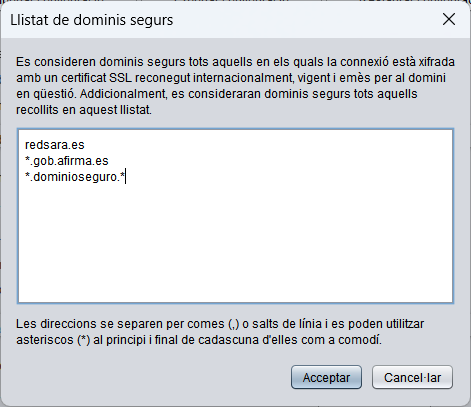 Llistat de dominis segurs
Es consideren dominis segurs tots aquells en els quals la connexió està xifrada
amb un certificat SSL reconegut internacionalment, vigent i emès per al domini
en qüestió. Addicionalment, es consideraran dominis segurs tots aquells
recollits en aquest llistat.
redsara.es
*.gob.afirma.es
*.dominioseguro.*
Les direccions se separen per comes (,) o salts de línia i es poden utilitzar
asteriscos (*) al principi i final de cadascuna d'elles com a comodí.
Acceptar
Cancel·lar